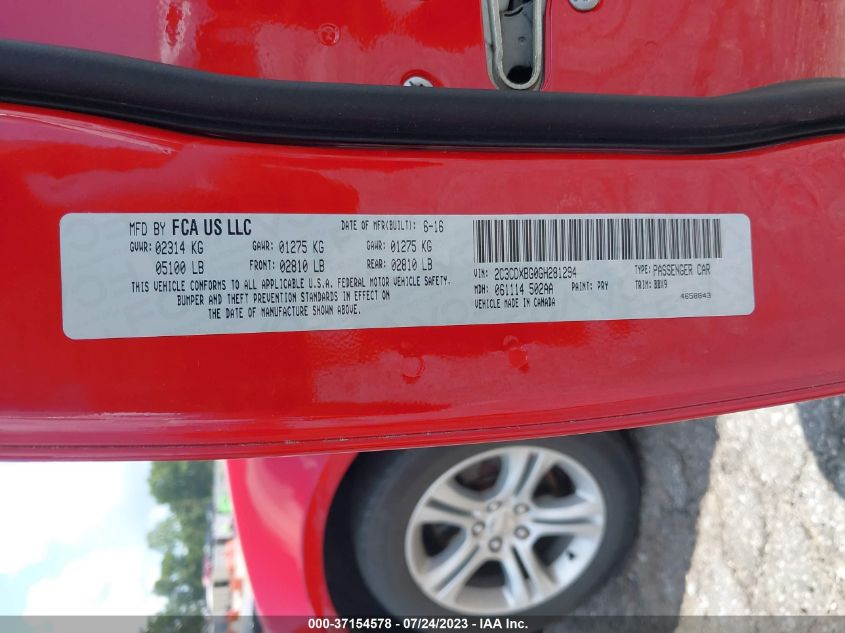 MFD BY FCA US LLC
DATE OF MFR(BUILT): 6-16
GVWR: 02314 KG GAWR: 01275 KG GAWR: 01275 KG
05100 LB FRONT: 02810 LB REAR: 02810 LB
THIS VEHICLE CONFORMS TO ALL APPLICABLE U.S.A. FEDERAL MOTOR VEHICLE SAFETY.
BUMPER AND THEFT PREVENTION STANDARDS IN EFFECT ON
THE DATE OF MANUFACTURE SHOWN ABOVE.
VIN: 2C3CDXBG0GH281294 TYPE: PASSENGER CAR
MDH: 061114 502AA PAINT: PRY TRIM: BBX9
VEHICLE MADE IN CANADA 4658643
000-37154578 - 07/24/2023 - IAA Inc.